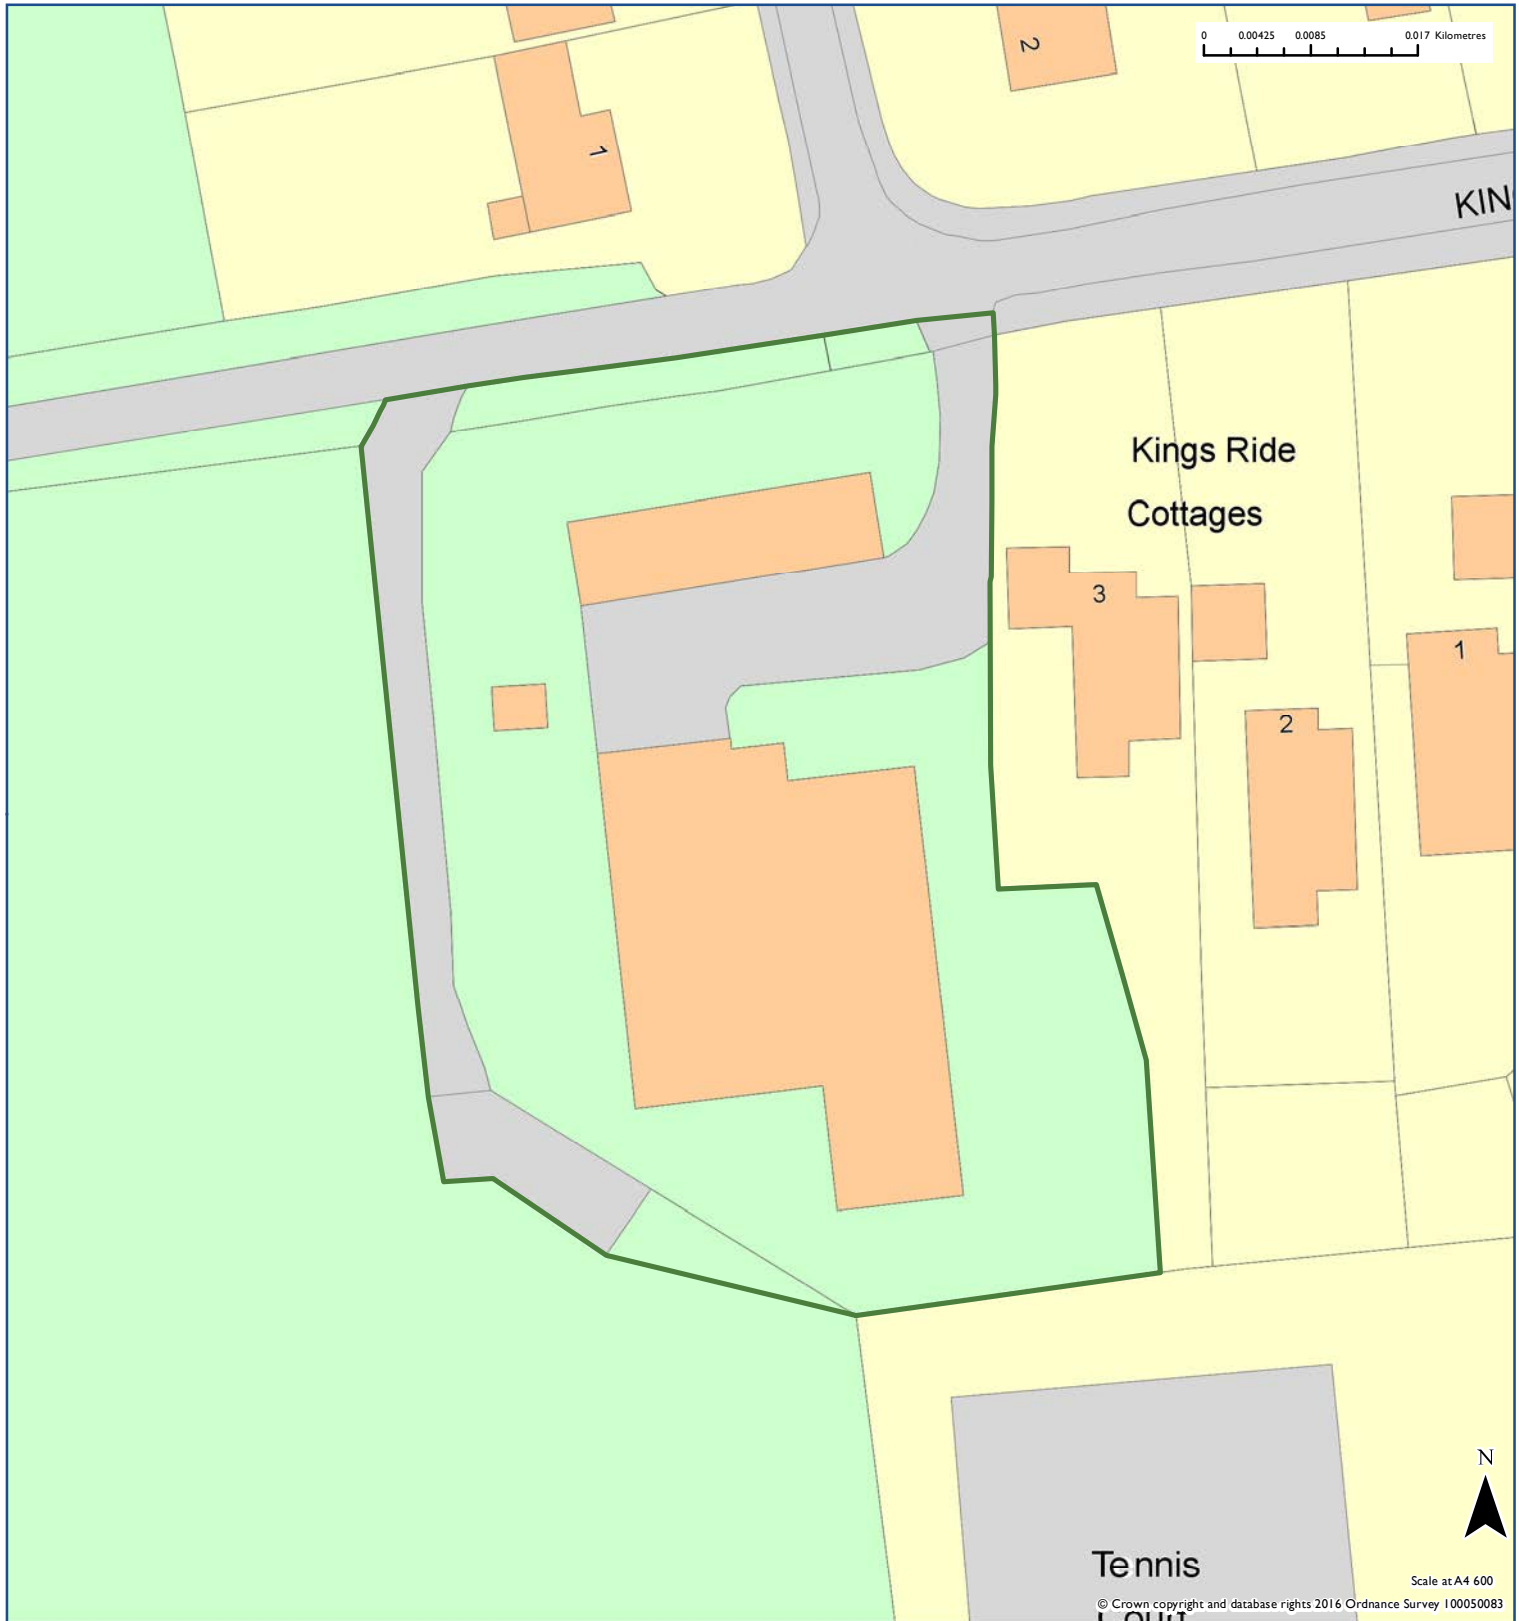 0 0.00425 0.0085 0.017 Kilometres
2
1
KIN
Kings Ride
Cottages
3
1
2
N
Tennis
Court
Scale at A4 600
© Crown copyright and database rights 2016 Ordnance Survey 100050083